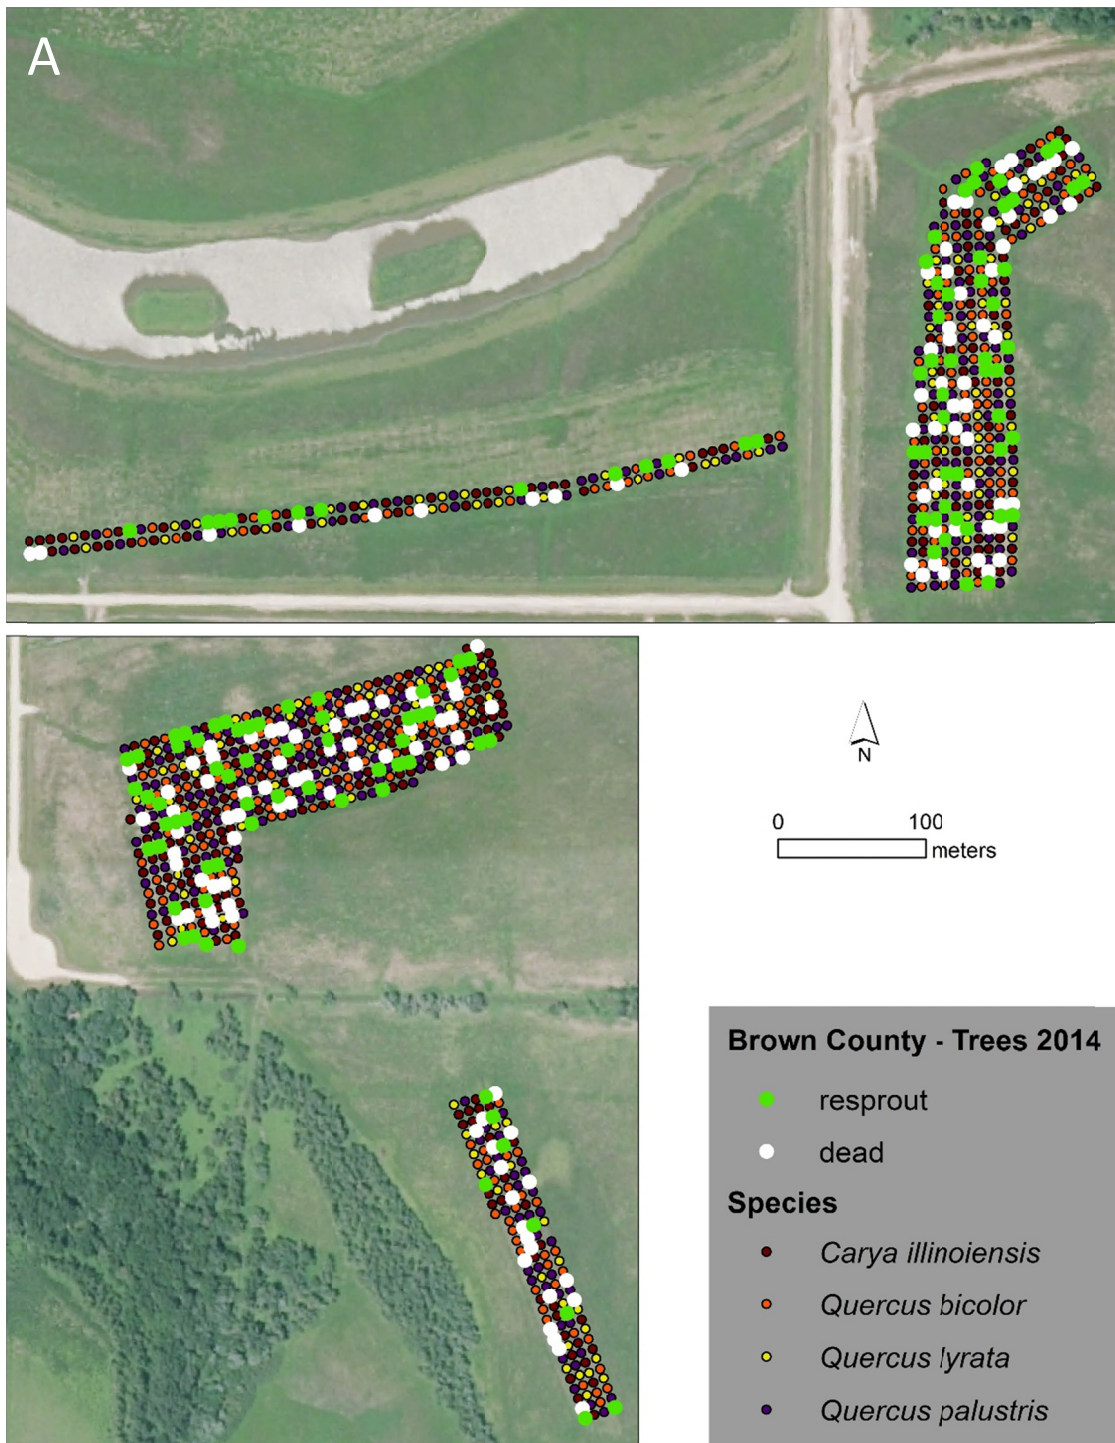 A
N
0 100
meters
Brown County - Trees 2014
resprout
dead
Species
Carya illinoiensis
Quercus bicolor
Quercus lyrata
Quercus palustris